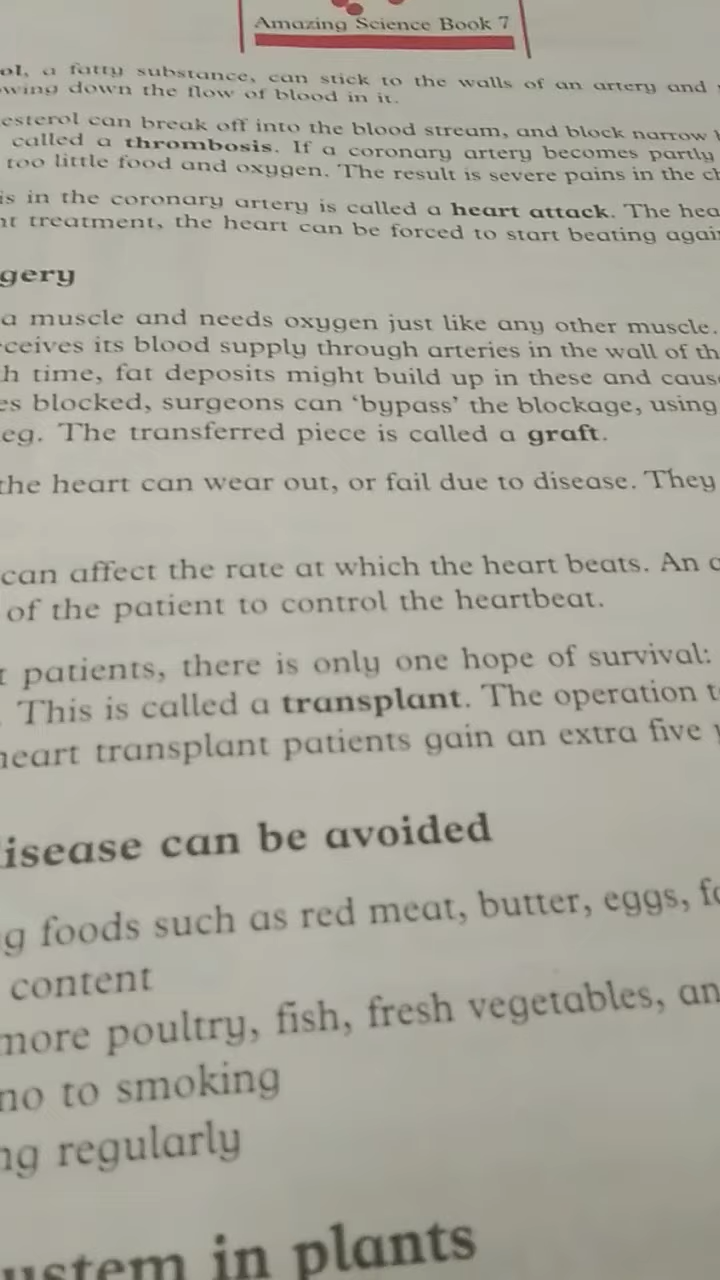 Amazing Science Book 7
ol, a fatty substance, can stick to the walls of an artery and
wing down the flow of blood in it.
esterol can break off into the blood stream, and block narrow
called a thrombosis. If a coronary artery becomes partly
too little food and oxygen. The result is severe pains in the ch
is in the coronary artery is called a heart attack. The hea
nt treatment, the heart can be forced to start beating agai
gery
a muscle and needs oxygen just like any other muscle.
ceives its blood supply through arteries in the wall of th
h time, fat deposits might build up in these and caus
es blocked, surgeons can ‘bypass’ the blockage, using
eg. The transferred piece is called a graft.
the heart can wear out, or fail due to disease. They
can affect the rate at which the heart beats. An
of the patient to control the heartbeat.
t patients, there is only one hope of survival:
. This is called a transplant. The operation t
heart transplant patients gain an extra five
isease can be avoided
g foods such as red meat, butter, eggs, fo
content
more poultry, fish, fresh vegetables, an
no to smoking
ng regularly
ystem in plants